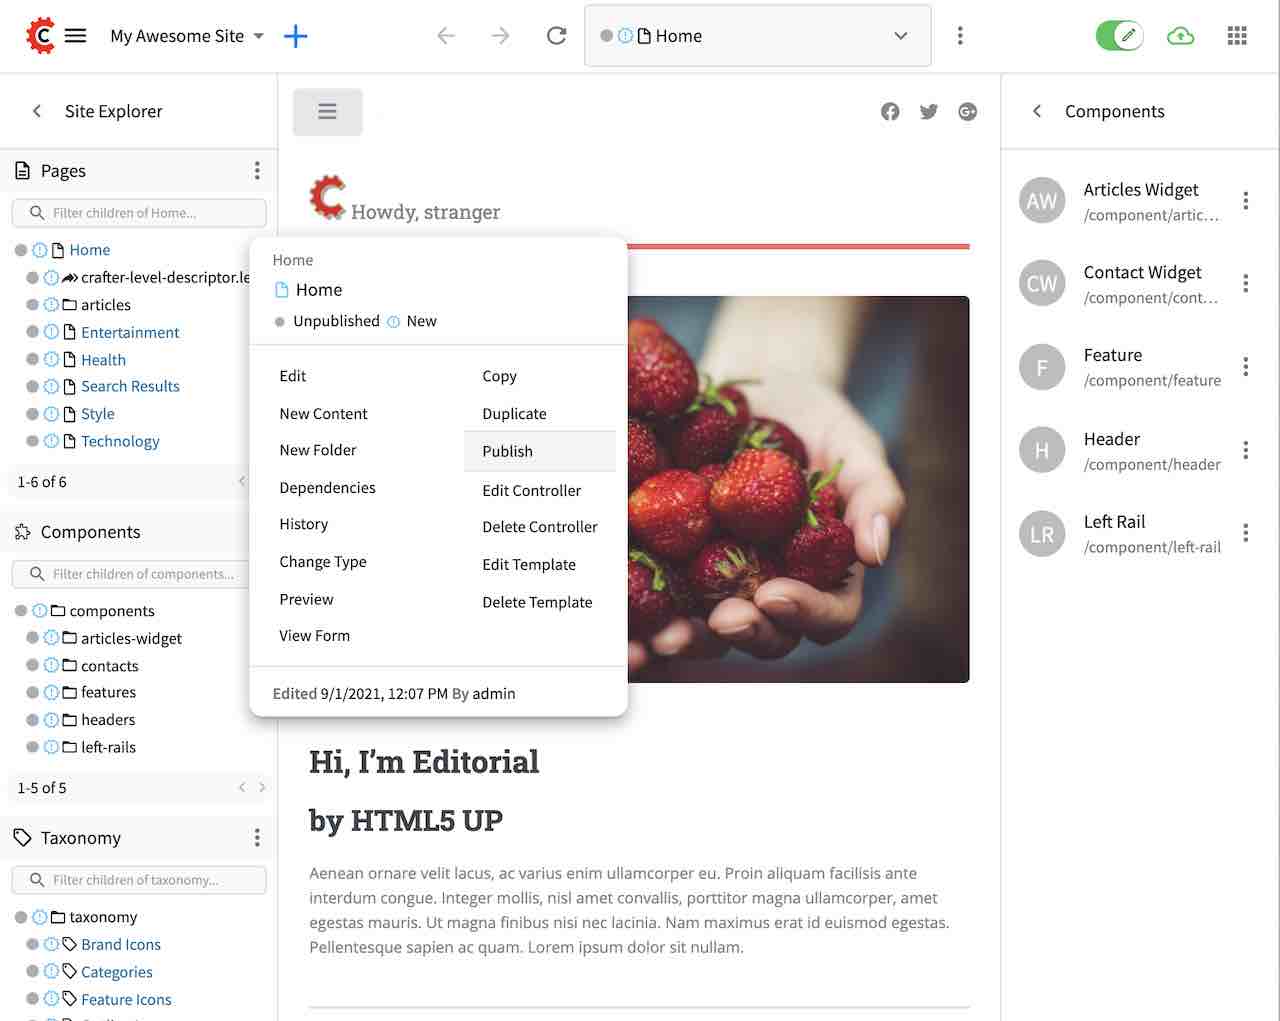 My Awesome Site
Home
Site Explorer
Pages
Filter children of Home...
Home
crafter-level-descriptor.le
articles
Entertainment
Health
Search Results
Style
Technology
1-6 of 6
Components
Filter children of components...
components
articles-widget
contacts
features
headers
left-rails
1-5 of 5
Taxonomy
Filter children of taxonomy...
taxonomy
Brand Icons
Categories
Feature Icons
Howdy, stranger
Home
Home
Unpublished New
Edit
New Content
New Folder
Dependencies
History
Change Type
Preview
View Form
Copy
Duplicate
Publish
Edit Controller
Delete Controller
Edit Template
Delete Template
Edited 9/1/2021, 12:07 PM By admin
Hi, I’m Editorial
by HTML5 UP
Aenean ornare velit lacus, ac varius enim ullamcorper eu. Proin aliquam facilisis ante
interdum congue. Integer mollis, nisl amet convallis, porttitor magna ullamcorper, amet
egestas mauris. Ut magna finibus nisi nec lacinia. Nam maximus erat id euismod egestas.
Pellentesque sapien ac quam. Lorem ipsum dolor sit nullam.
Components
AW
Articles Widget
/component/artic...
CW
Contact Widget
/component/cont...
F
Feature
/component/feature
H
Header
/component/header
LR
Left Rail
/component/left-rail